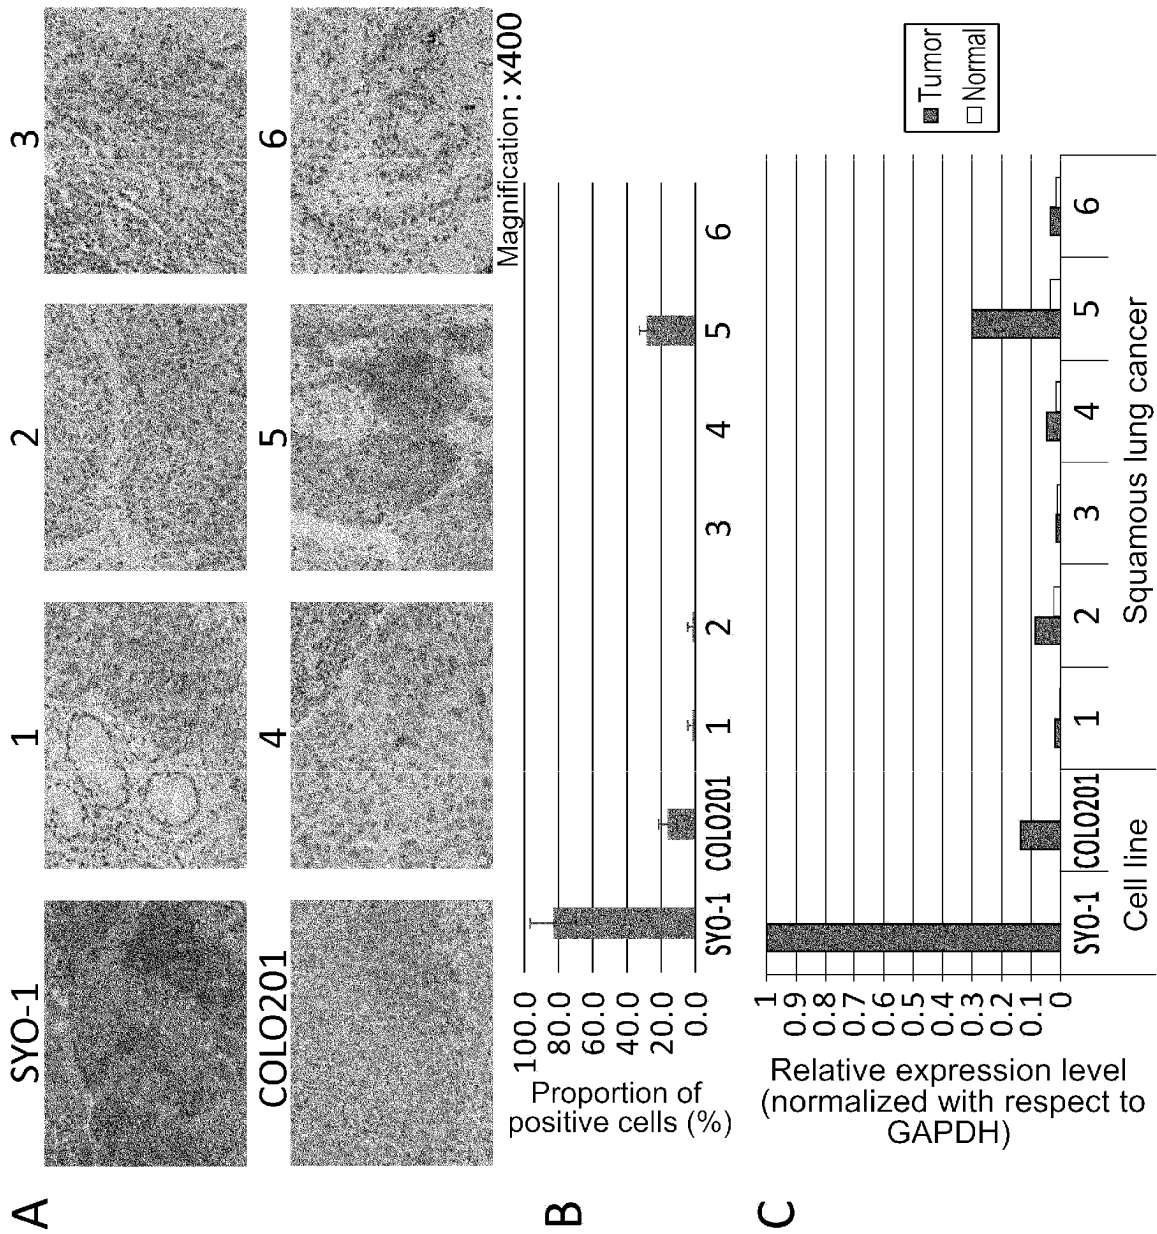 A
SYO-1 1 2 3
COLO201 4 5 6
Magnification: x400
B
Proportion of
positive cells (%)
100.0
80.0
60.0
40.0
20.0
0.0
SYO-1 COLO201 1 2 3 4 5 6
C
Relative expression level
(normalized with respect to
GAPDH)
1
0.9
0.8
0.7
0.6
0.5
0.4
0.3
0.2
0.1
0
SYO-1 COLO201 1 2 3 4 5 6
Cell line Squamous lung cancer
Tumor
Normal